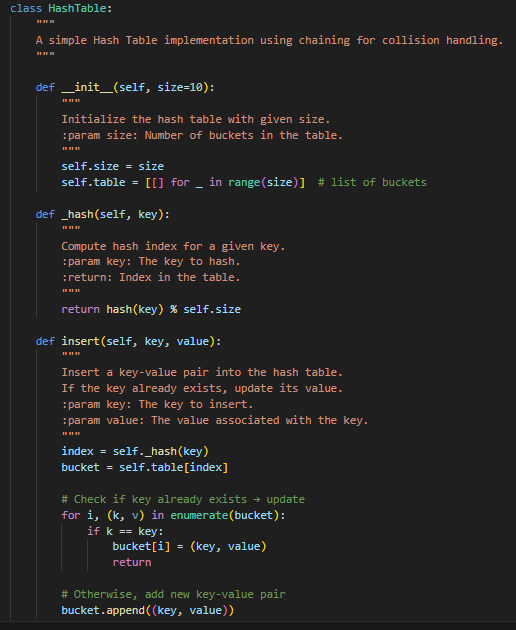 class HashTable:
    """
    A simple Hash Table implementation using chaining for collision handling.
    """
    def __init__(self, size=10):
        """
        Initialize the hash table with given size.
        :param size: Number of buckets in the table.
        """
        self.size = size
        self.table = [[] for _ in range(size)]  # list of buckets
    def _hash(self, key):
        """
        Compute hash index for a given key.
        :param key: The key to hash.
        :return: Index in the table.
        """
        return hash(key) % self.size
    def insert(self, key, value):
        """
        Insert a key-value pair into the hash table.
        If the key already exists, update its value.
        :param key: The key to insert.
        :param value: The value associated with the key.
        """
        index = self._hash(key)
        bucket = self.table[index]
        # Check if key already exists → update
        for i, (k, v) in enumerate(bucket):
            if k == key:
                bucket[i] = (key, value)
                return
        # Otherwise, add new key-value pair
        bucket.append((key, value))